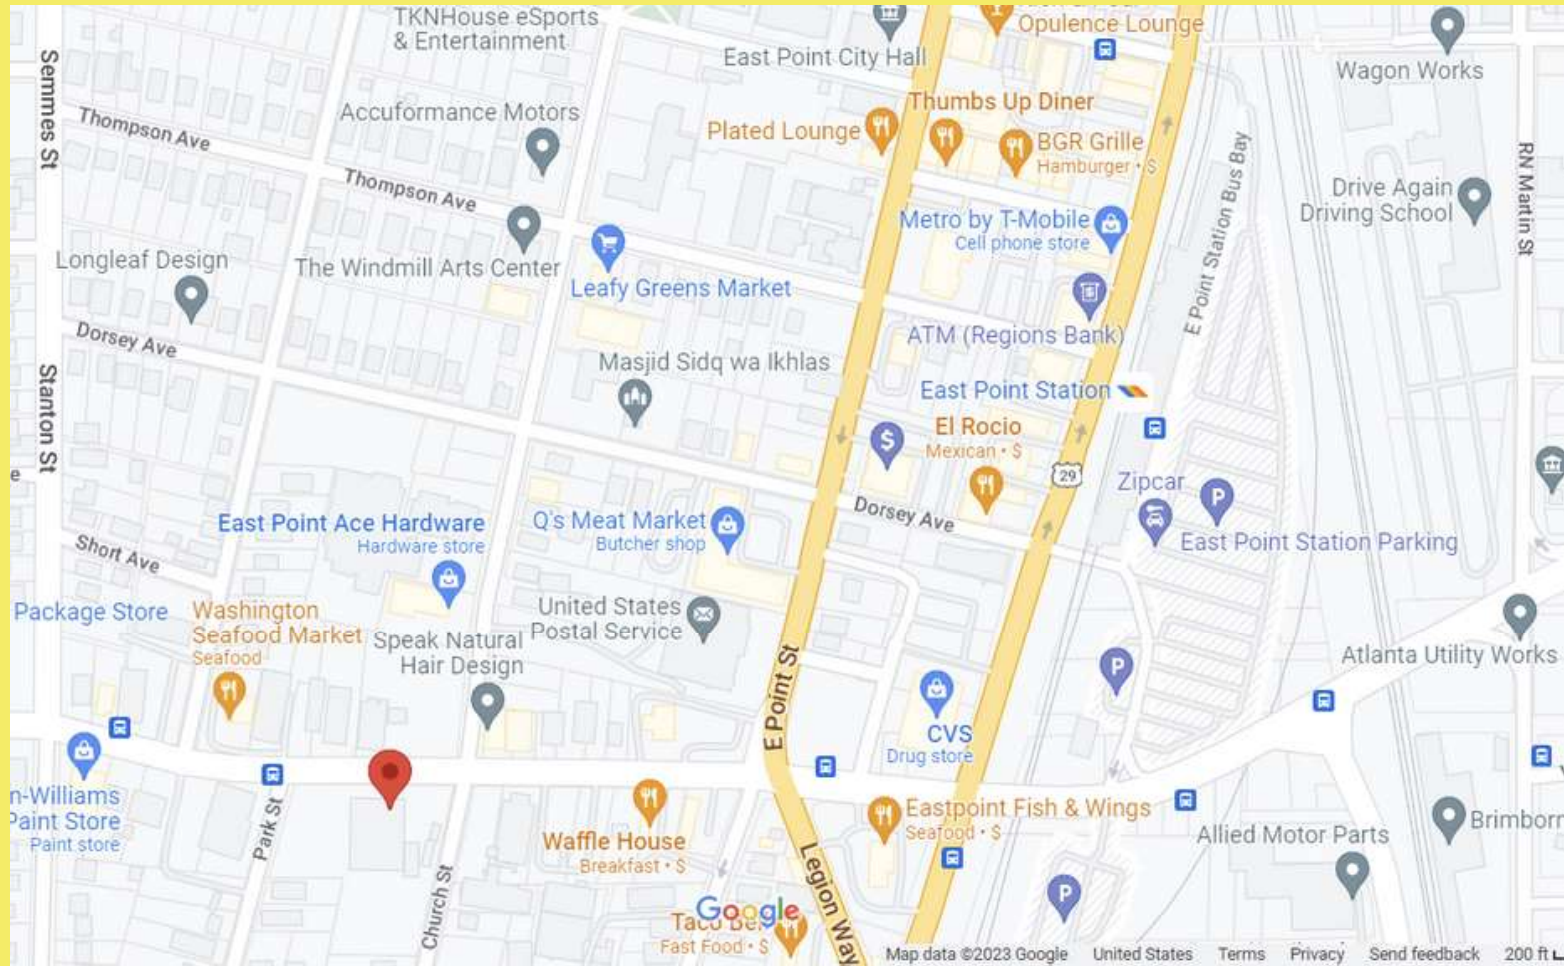 TKNHouse eSports
& Entertainment
East Point City Hall
Opulence Lounge
Wagon Works
Semmes St
Thompson Ave
Accuformance Motors
Plated Lounge
Thumbs Up Diner
BGR Grille
Hamburger • $
Thompson Ave
E Point Station Bus Bay
Drive Again
Driving School
RN Martin St
Longleaf Design
The Windmill Arts Center
Leafy Greens Market
Metro by T-Mobile
Cell phone store
ATM (Regions Bank)
Dorsey Ave
Masjid Sidq wa Ikhlas
East Point Station
Stanton St
El Rocio
Mexican • $
29
Zipcar
P
East Point Station Parking
Dorsey Ave
East Point Ace Hardware
Hardware store
Q's Meat Market
Butcher shop
Short Ave
Package Store
Washington
Seafood Market
Seafood
Speak Natural
Hair Design
United States
Postal Service
Atlanta Utility Works
P
E Point St
CVS
Drug store
n-Williams
Paint Store
Paint store
Park St
Church St
Waffle House
Breakfast • $
Legion Way
Eastpoint Fish & Wings
Seafood • $
Allied Motor Parts
Brimborn
P
Google
Taco Bell
Fast Food • $
Map data ©2023 Google
United States
Terms
Privacy
Send feedback
200 ft